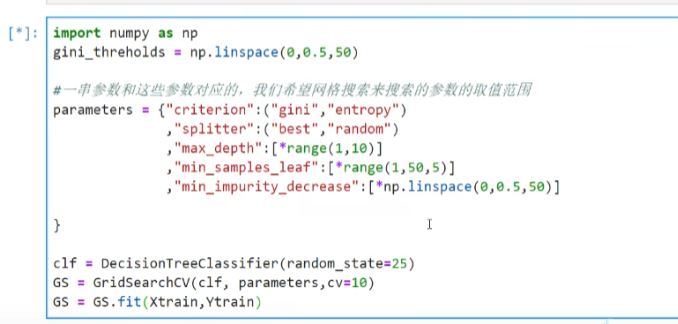 [*]: import numpy as np
gini_threholds = np.linspace(0,0.5,50)
#一串参数和这些参数对应的，我们希望网格搜索来搜索的参数的取值范围
parameters = {"criterion":("gini","entropy")
,"splitter":("best","random")
,"max_depth":[*range(1,10)]
,"min_samples_leaf":[*range(1,50,5)]
,"min_impurity_decrease":[*np.linspace(0,0.5,50)]
}
clf = DecisionTreeClassifier(random_state=25)
GS = GridSearchCV(clf, parameters,cv=10)
GS = GS.fit(Xtrain,Ytrain)